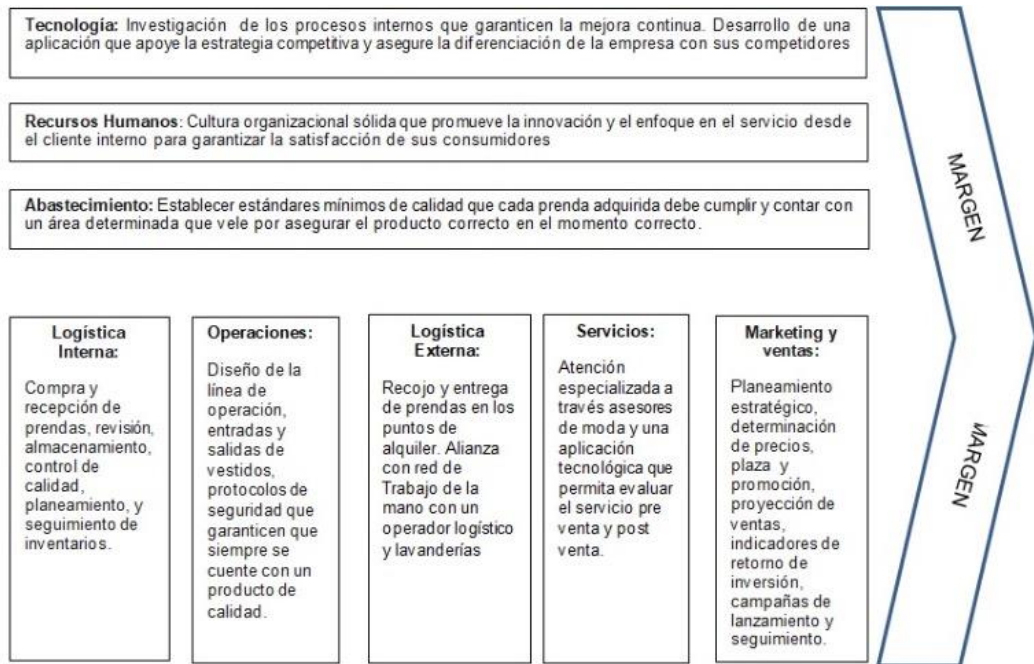 Tecnología: Investigación de los procesos internos que garanticen la mejora continua. Desarrollo de una
aplicación que apoye la estrategia competitiva y asegure la diferenciación de la empresa con sus competidores
Recursos Humanos: Cultura organizacional sólida que promueve la innovación y el enfoque en el servicio desde
el cliente interno para garantizar la satisfacción de sus consumidores
Abastecimiento: Establecer estándares mínimos de calidad que cada prenda adquirida debe cumplir y contar con
un área determinada que vele por asegurar el producto correcto en el momento correcto.
MARGEN
Logística
Interna:
Compra y
recepción de
prendas, revisión,
almacenamiento,
control de
calidad,
planeamiento, y
seguimiento de
inventarios.
Operaciones:
Diseño de la
línea de
operación,
entradas y
salidas de
vestidos,
protocolos de
seguridad que
garanticen que
siempre se
cuente con un
producto de
calidad.
Logística
Externa:
Recojo y entrega
de prendas en los
puntos de
alquiler. Alianza
con red de
Trabajo de la
mano con un
operador logístico
y lavanderías
Servicios:
Atención
especializada a
través asesores
de moda y una
aplicación
tecnológica que
permita evaluar
el servicio pre
venta y post
venta.
Marketing y
ventas:
Planeamiento
estratégico,
determinación
de precios,
plaza y
promoción,
proyección de
ventas,
indicadores de
retorno de
inversión,
campañas de
lanzamiento y
seguimiento.
MARGEN